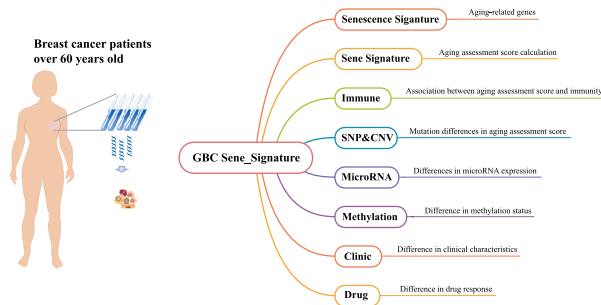 Breast cancer patients
over 60 years old
GBC Sene_Signature
Senescence Siganture
Aging-related genes
Sene Signature
Aging assessment score calculation
Immune
Association between aging assessment score and immunity
SNP&CNV
Mutation differences in aging assessment score
MicroRNA
Differences in microRNA expression
Methylation
Difference in methylation status
Clinic
Difference in clinical characteristics
Drug
Difference in drug response